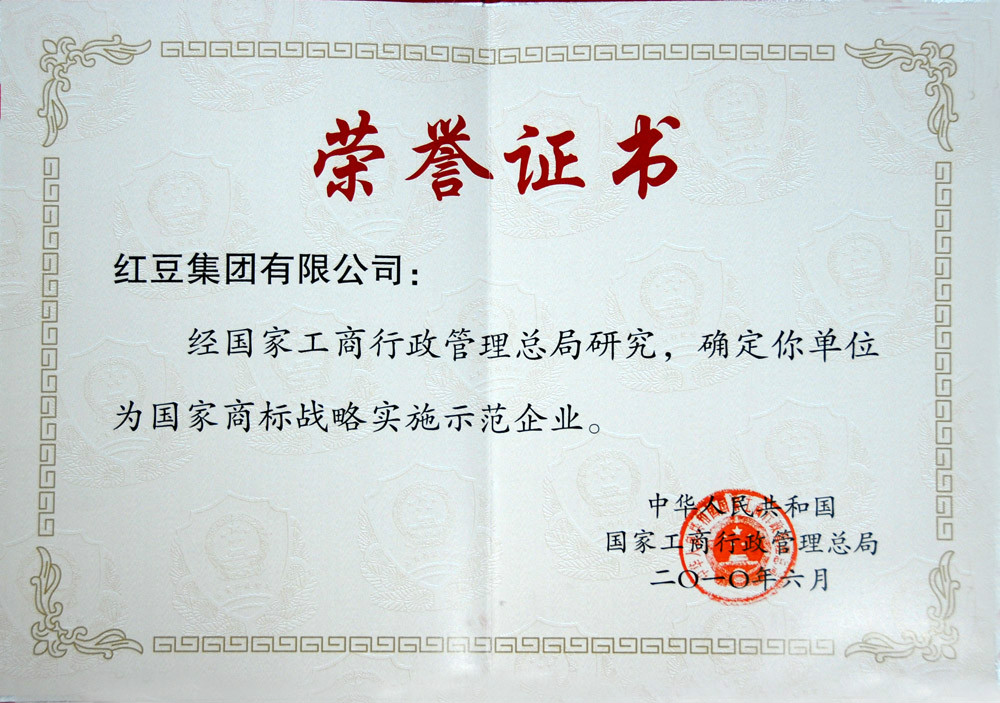 荣誉证书
红豆集团有限公司：
经国家工商行政管理总局研究，确定你单位
为国家商标战略实施示范企业。
中华人民共和国
国家工商行政管理总局
二〇一〇年六月